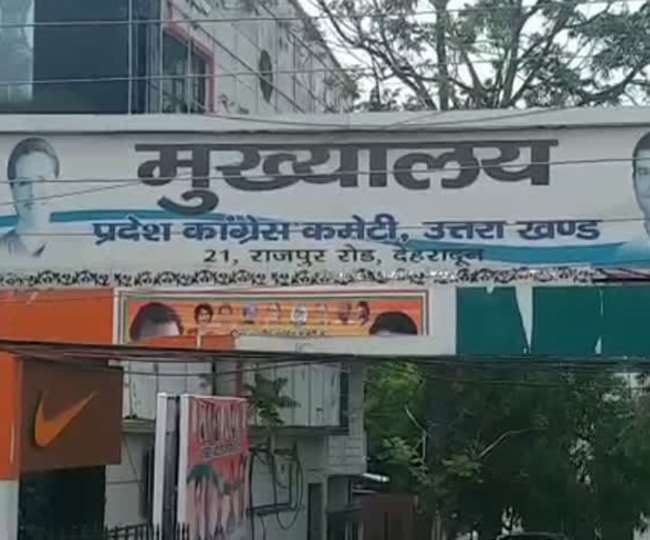 मुख्यालय
प्रदेश कांग्रेस कमेटी, उत्तरा खण्ड
21, राजपुर रोड, देहरादून